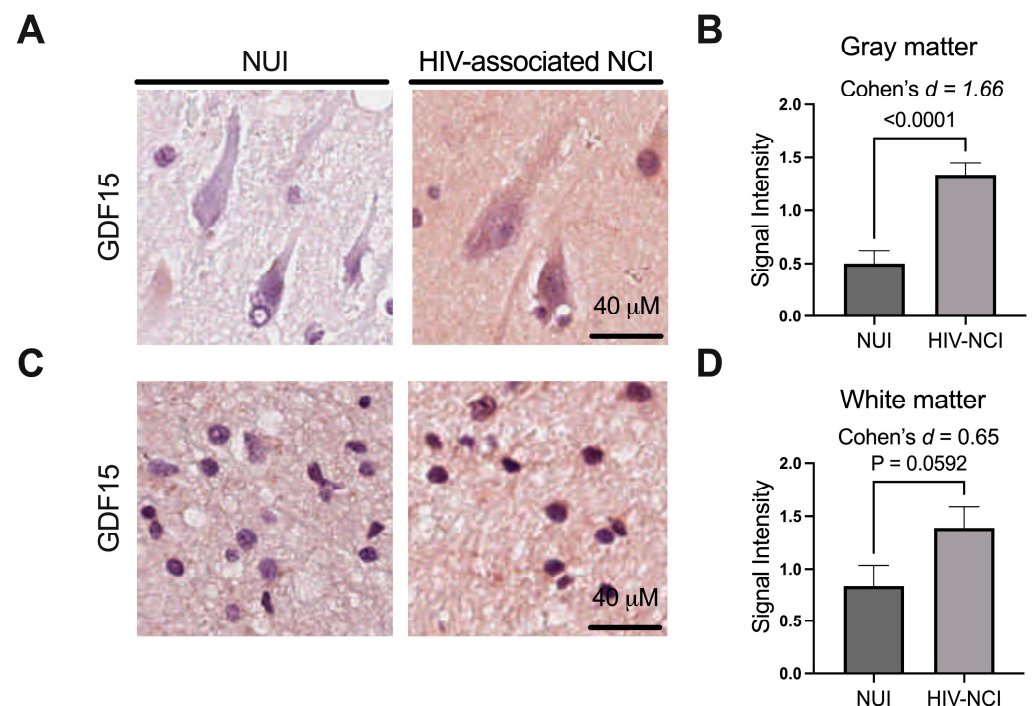 A
NUI
HIV-associated NCI
GDF15
40 μM
B
Gray matter
Cohen's d = 1.66
<0.0001
Signal Intensity
2.0
1.5
1.0
0.5
0.0
NUI
HIV-NCI
C
GDF15
40 μM
D
White matter
Cohen's d = 0.65
P = 0.0592
Signal Intensity
2.0
1.5
1.0
0.5
0.0
NUI
HIV-NCI